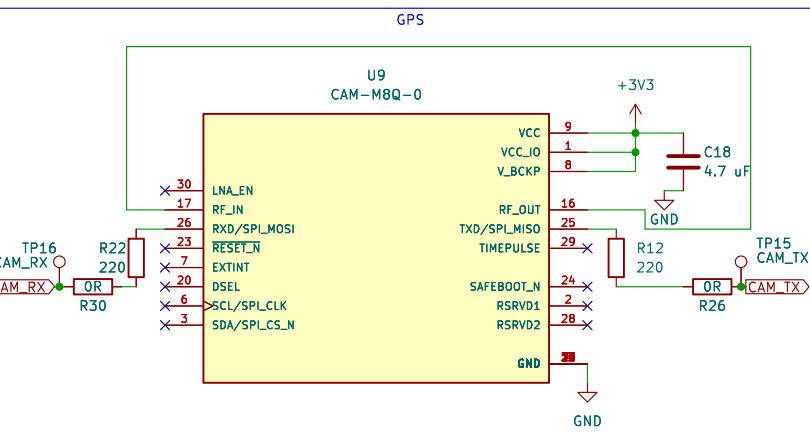 GPS
U9
CAM-M8Q-0
+3V3
VCC 9
VCC_IO 1
V_BCKP 8
C18
4.7 uF
GND
30 LNA_EN
17 RF_IN
26 RXD/SPI_MOSI
23 RESET_N
7 EXTINT
20 DSEL
6 SCL/SPI_CLK
3 SDA/SPI_CS_N
RF_OUT 16
TXD/SPI_MISO 25
TIMEPULSE 29
SAFEBOOT_N 24
RSRVD1 2
RSRVD2 28
GND
GND
TP16
CAM_RX
AM_RX
0R
R30
R22
220
R12
220
0R
R26
TP15
CAM_TX
CAM_TX